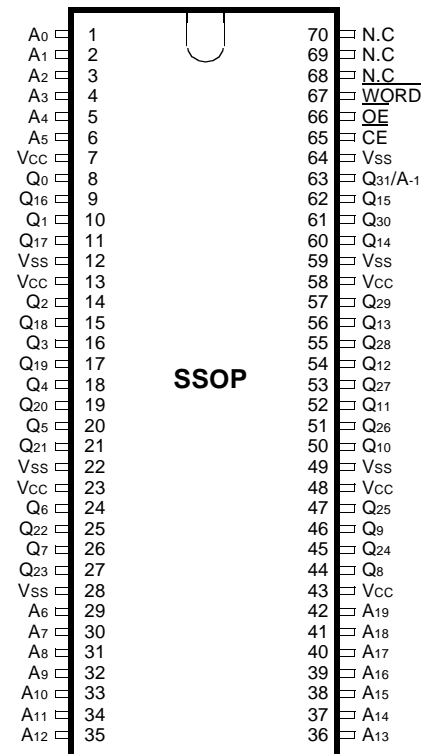 A0 1 70 N.C
A1 2 69 N.C
A2 3 68 N.C
A3 4 67 WORD
A4 5 66 OE
A5 6 65 CE
VCC 7 64 VSS
Q0 8 63 Q31/A-1
Q16 9 62 Q15
Q1 10 61 Q30
Q17 11 60 Q14
VSS 12 59 VSS
VCC 13 58 VCC
Q2 14 57 Q29
Q18 15 56 Q13
Q3 16 55 Q28
Q19 17 54 Q12
SSOP
Q4 18 53 Q27
Q20 19 52 Q11
Q5 20 51 Q26
Q21 21 50 Q10
VSS 22 49 VSS
VCC 23 48 VCC
Q6 24 47 Q25
Q22 25 46 Q9
Q7 26 45 Q24
Q23 27 44 Q8
VSS 28 43 VCC
A6 29 42 A19
A7 30 41 A18
A8 31 40 A17
A9 32 39 A16
A10 33 38 A15
A11 34 37 A14
A12 35 36 A13